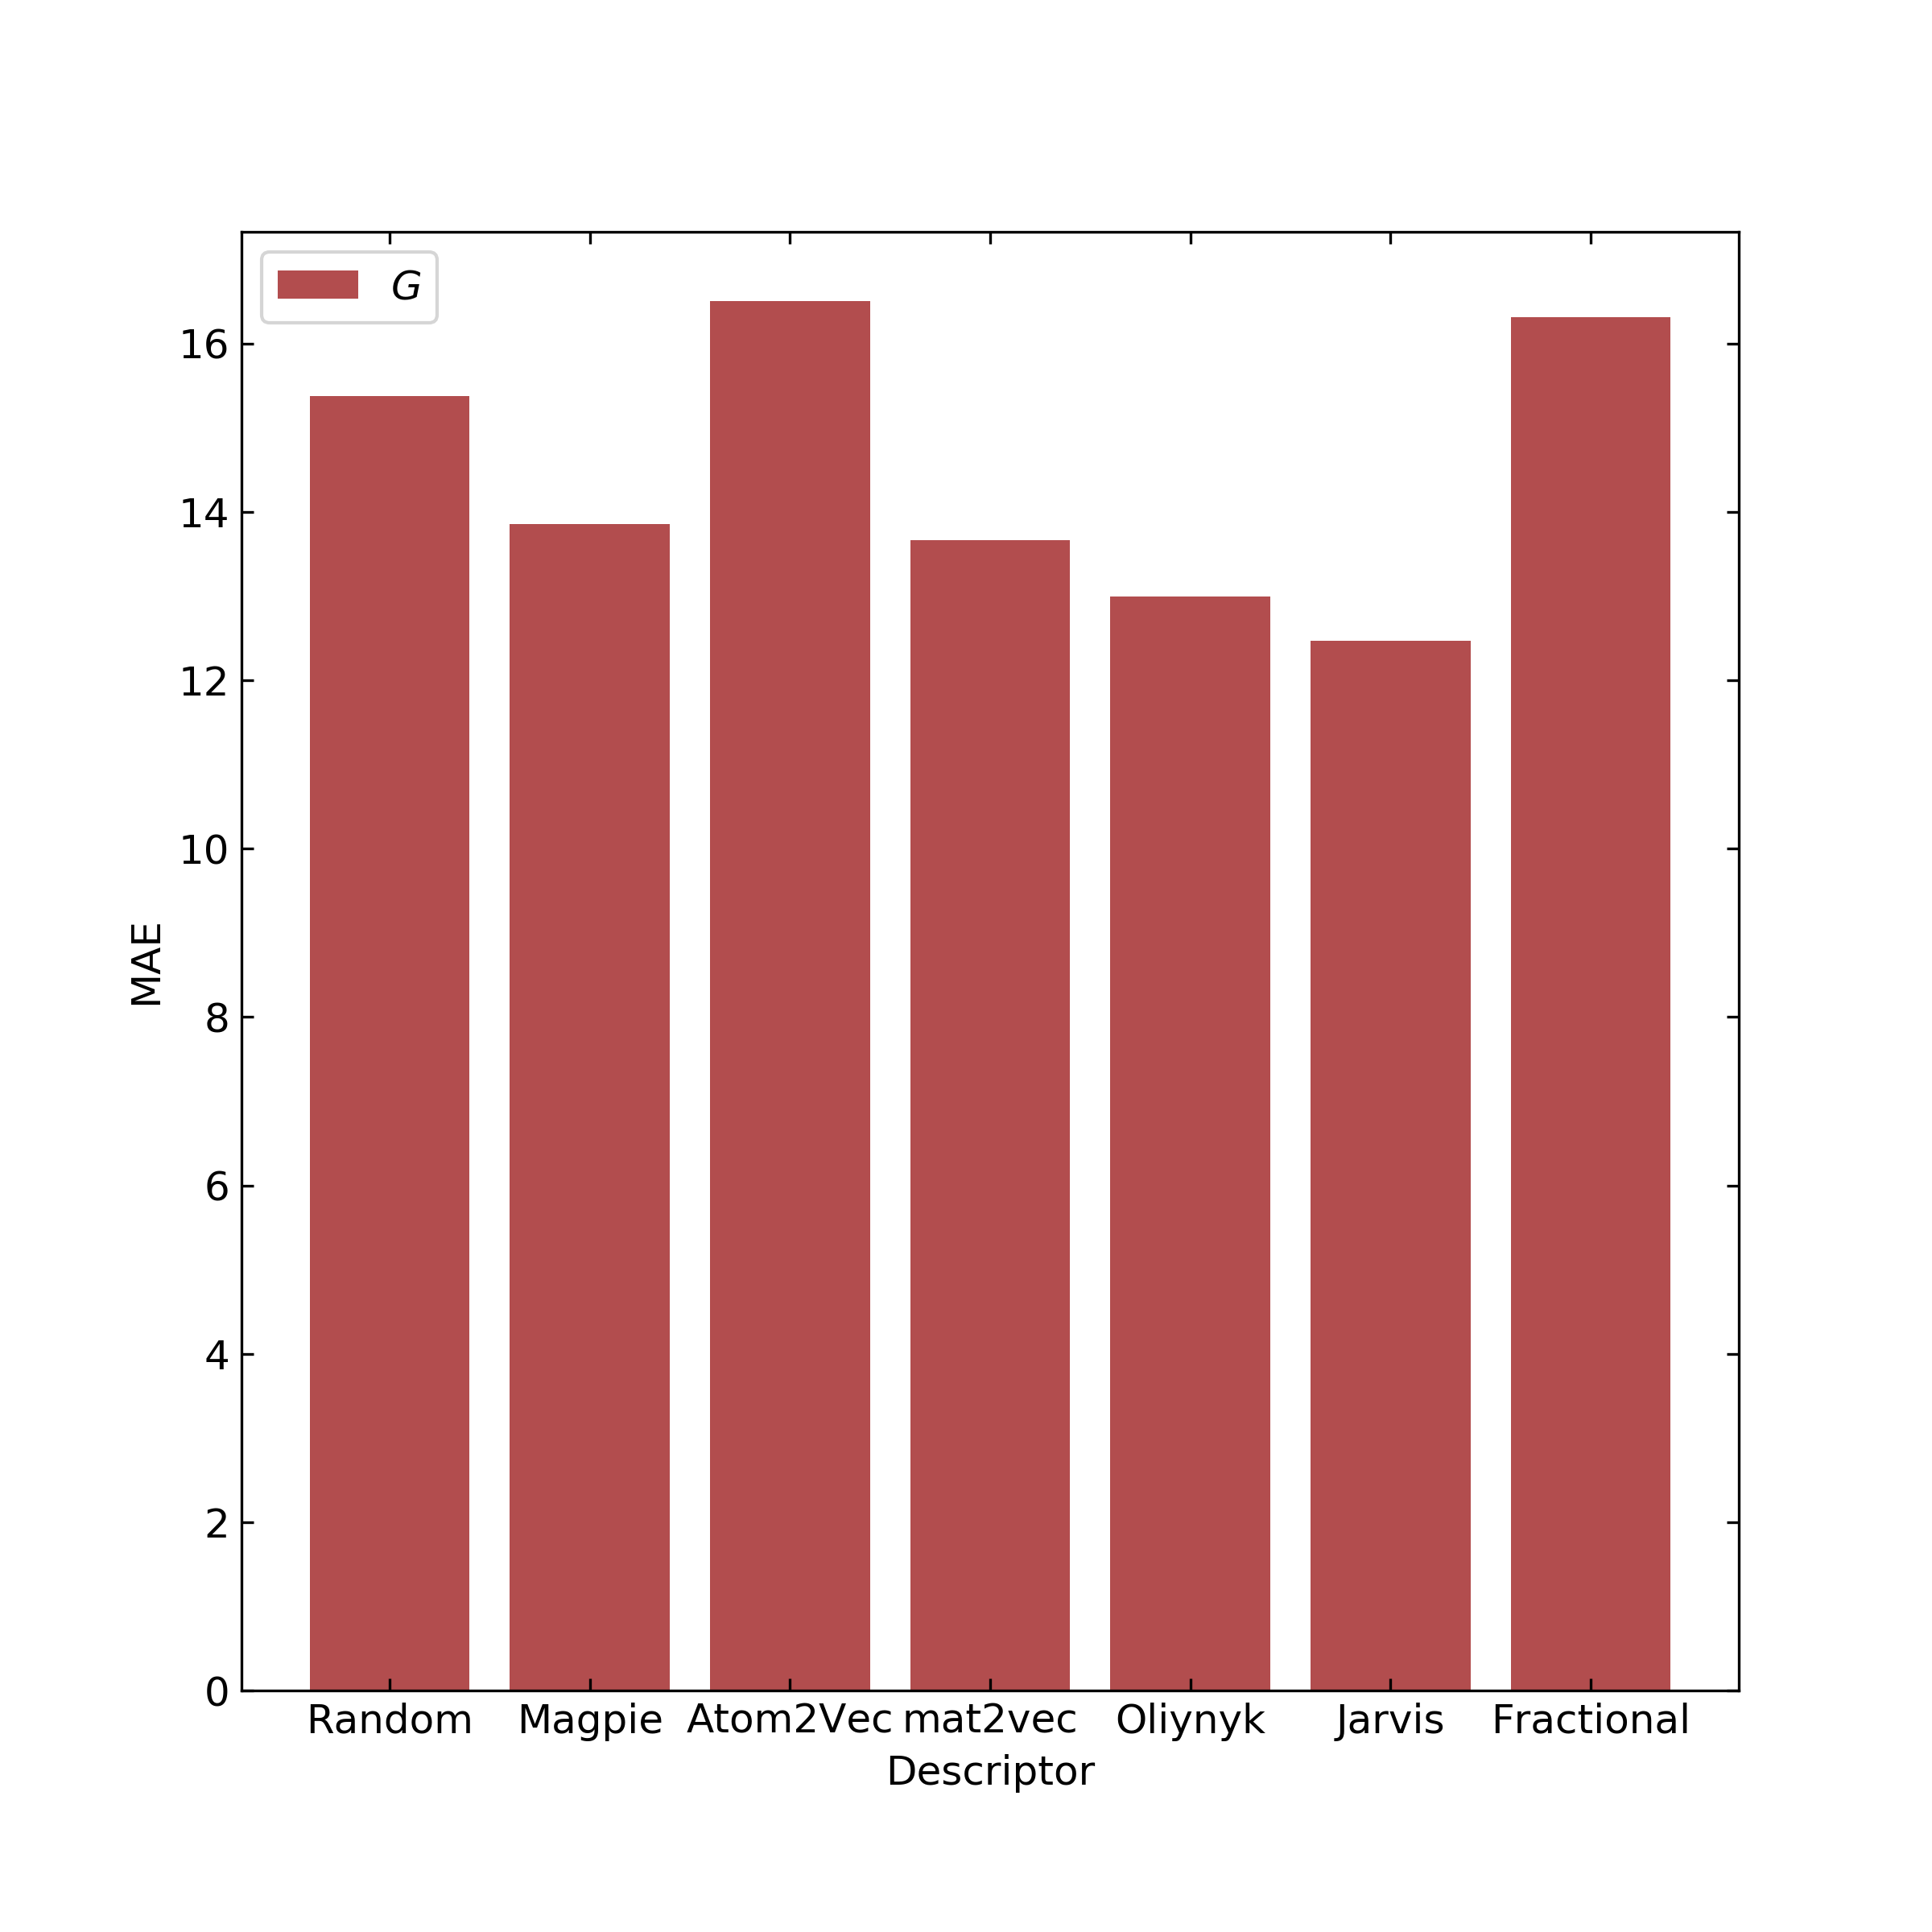 G
16
14
12
10
8
6
4
2
0
MAE
Random Magpie Atom2Vec mat2vec Oliynyk Jarvis Fractional
Descriptor